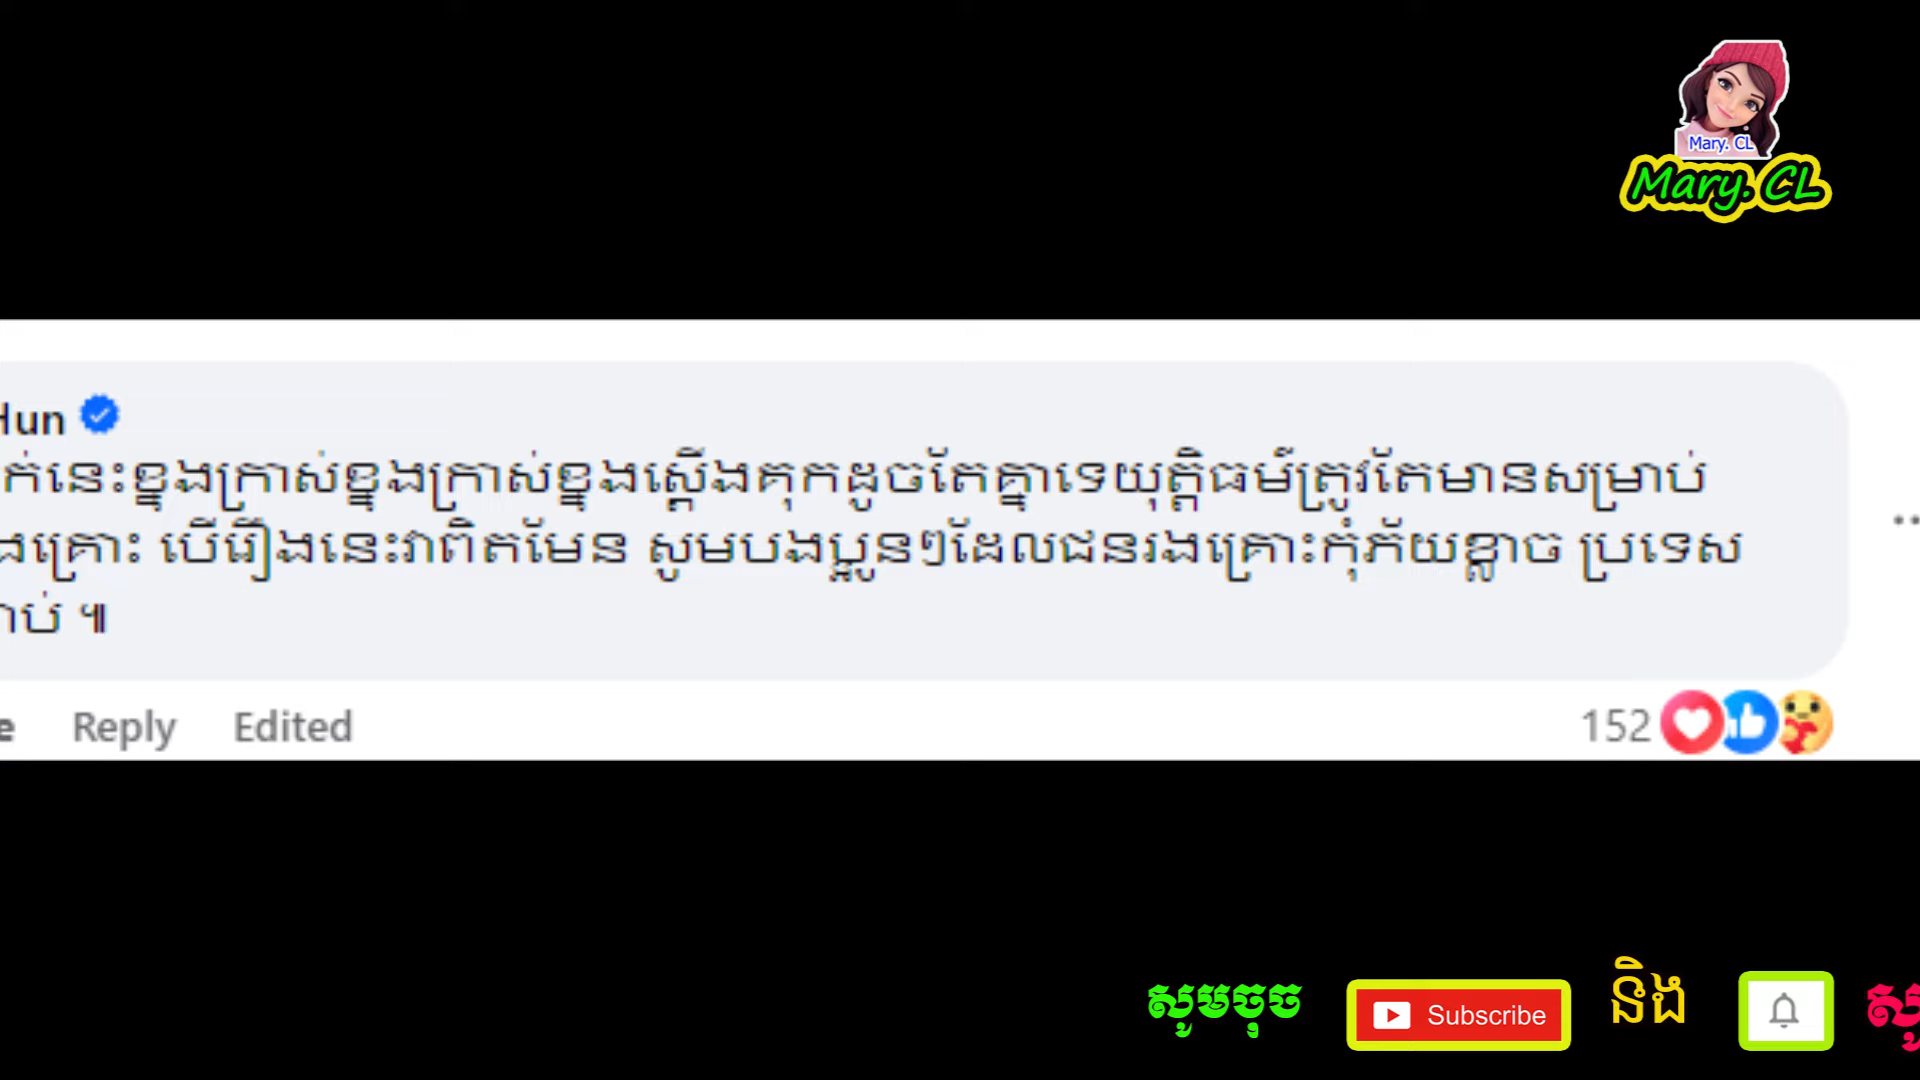 Mary. CL
Mary. CL
Hun
ក់នេះខ្នងក្រាស់ខ្នងក្រាស់ខ្នងស្តើងគុកដូចតែគ្នាទេយុត្តិធម៍ត្រូវតែមានសម្រាប់
ងគ្រោះ បើរឿងនេះវាពិតមែន សូមបងប្អូនៗដែលជនរងគ្រោះកុំភ័យខ្លាច ប្រទេស
ាប់ ៕
e Reply Edited 152
សូមចុច Subscribe និង សូ